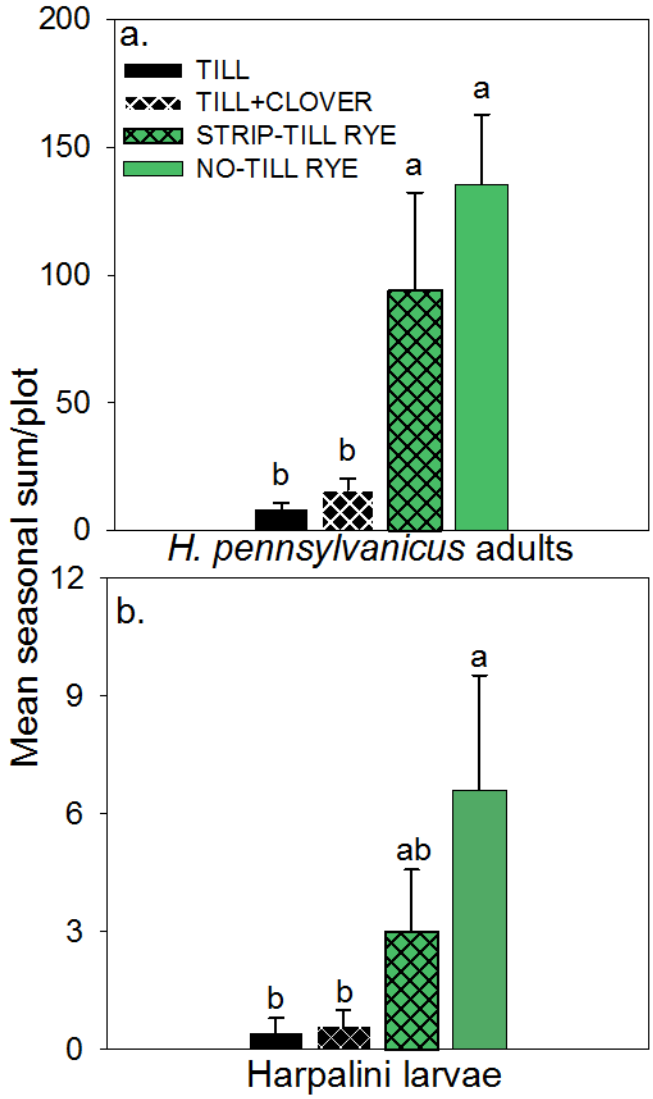 Mean seasonal sum/plot
200
150
100
50
0
a.
TILL
TILL+CLOVER
STRIP-TILL RYE
NO-TILL RYE
b
b
a
a
H. pennsylvanicus adults
12
9
6
3
0
b.
b
b
ab
a
Harpalini larvae